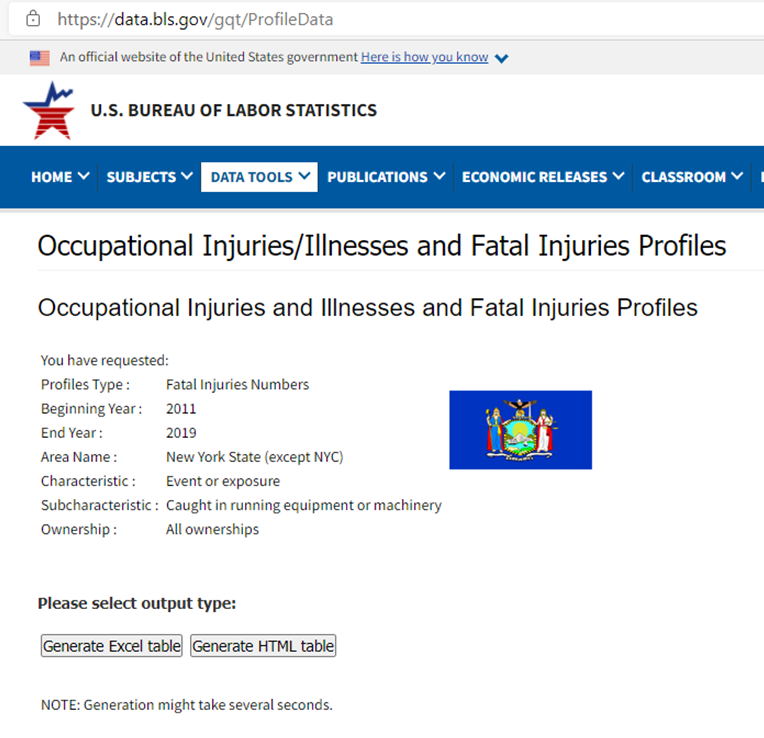 https://data.bls.gov/gqt/ProfileData
An official website of the United States government Here is how you know
U.S. BUREAU OF LABOR STATISTICS
HOME SUBJECTS DATA TOOLS PUBLICATIONS ECONOMIC RELEASES CLASSROOM
Occupational Injuries/Illnesses and Fatal Injuries Profiles
Occupational Injuries and Illnesses and Fatal Injuries Profiles
You have requested:
Profiles Type : Fatal Injuries Numbers
Beginning Year : 2011
End Year : 2019
Area Name : New York State (except NYC)
Characteristic : Event or exposure
Subcharacteristic : Caught in running equipment or machinery
Ownership : All ownerships
Please select output type:
Generate Excel table Generate HTML table
NOTE: Generation might take several seconds.